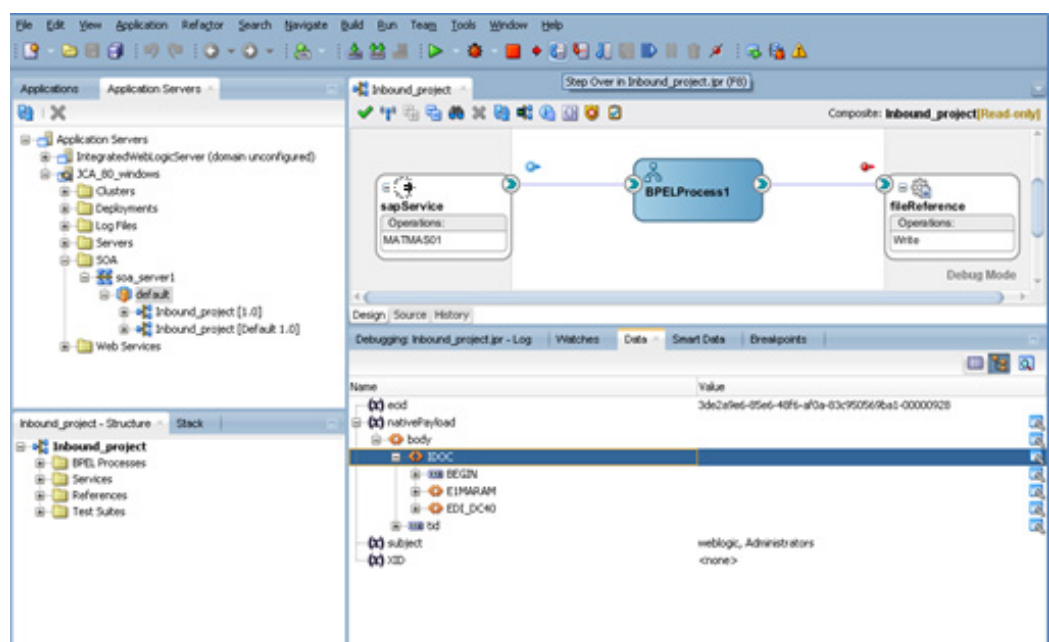 File Edit View Application Refactor Search Navigate Build Run Team Tools Window Help
Step Over in Inbound_project.jpr (F8)
Applications Application Servers
Application Servers
IntegratedWebLogicServer (domain unconfigured)
JCA_80_windows
Clusters
Deployments
Log Files
Servers
SOA
soa_server1
default
Inbound_project [1.0]
Inbound_project [Default 1.0]
Web Services
Inbound_project - Structure Stack
Inbound_project
BPEL Processes
Services
References
Test Suites
Inbound_project
Composite: Inbound_project[Read-only]
sapService
Operations:
MATMAS01
BPELProcess1
fileReference
Operations:
Write
Debug Mode
Design Source History
Debugging: Inbound_project.jpr - Log Watches Data Smart Data Breakpoints
Name Value
ecid 3de2a9e6-85e6-48f6-af0a-83c950569ba1-00000928
nativePayload
body
IDOC
BEGIN
E1MARAM
EDI_DC40
txd
subject weblogic, Administrators
XID <none>